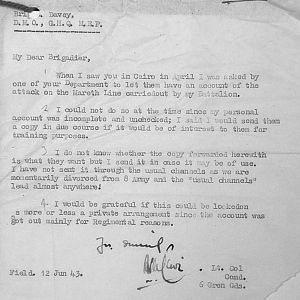 Brig. Davey,
D.M.O., G.H.Q. M.E.F.
My Dear Brigadier,
1 When I saw you in Cairo in April I was asked by
one of your Department to let them have an account of the
attack on the Mareth Line carriedout by my Battalion.
2. I could not do so at the time since my personal
account was incomplete and unchecked; I said I would send them
a copy in due course if it would be of interest to them for
training purposes.
3. I do not know whether the copy forwarded herewith
is what they want but I send it in case it may be of use.
I have not sent it through the usual channels as we are
momentarily divorced from 8 Army and the "usual channels"
lead almost anywhere!
4. I would be grateful if this could be lookedon
as more or less a private arrangement since the account was
got out mainly for Regimental reasons.
Lt. Col
Comd.
Field. 12 Jun 43.
6 Gren Gds.